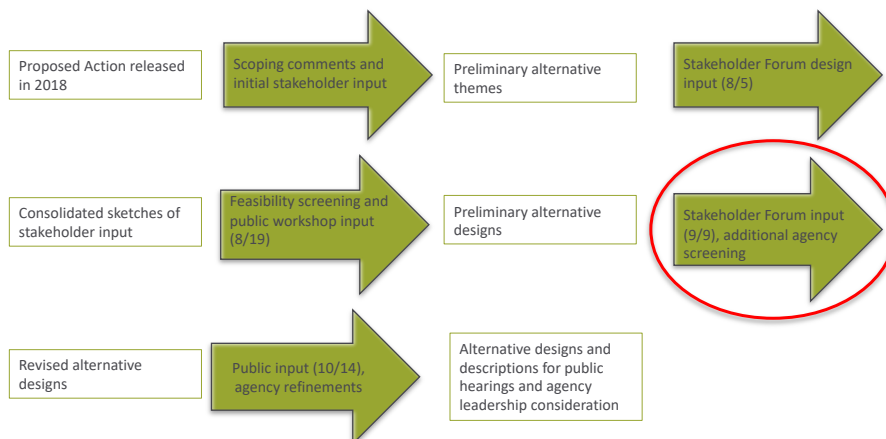 Proposed Action released
in 2018
Scoping comments and
initial stakeholder input
Preliminary alternative
themes
Stakeholder Forum design
input (8/5)
Consolidated sketches of
stakeholder input
Feasibility screening and
public workshop input
(8/19)
Preliminary alternative
designs
Stakeholder Forum input
(9/9), additional agency
screening
Revised alternative
designs
Public input (10/14),
agency refinements
Alternative designs and
descriptions for public
hearings and agency
leadership consideration